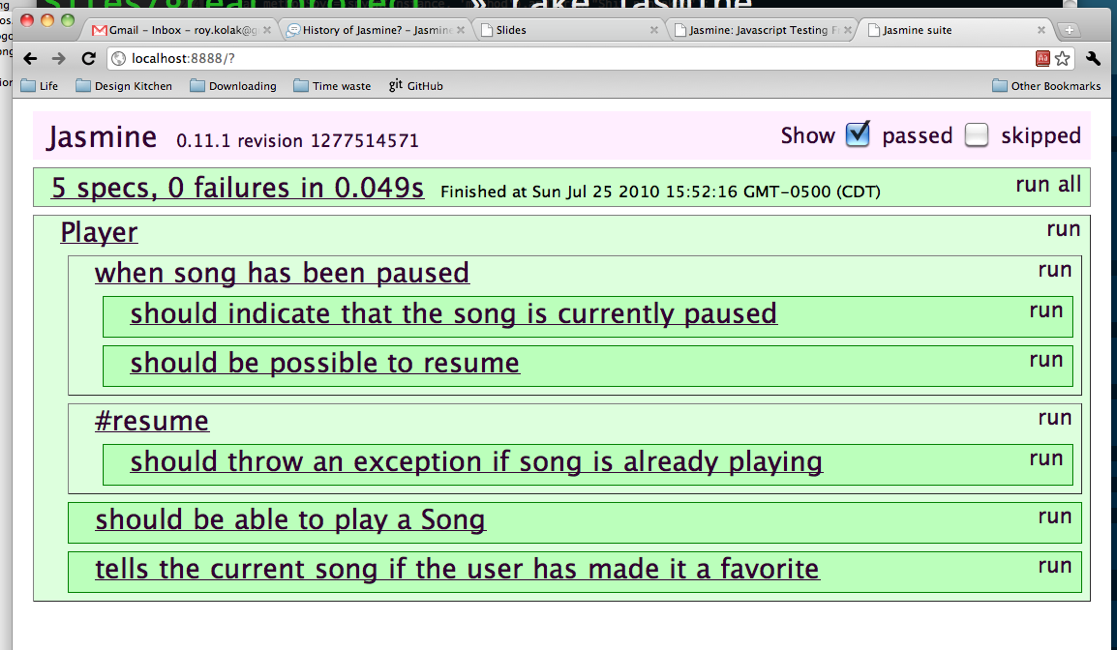 Gmail – Inbox – roy.kolak@g
History of Jasmine? – Jasmine
Slides
Jasmine: Javascript Testing F
Jasmine suite
localhost:8888/?
Life
Design Kitchen
Downloading
Time waste
git GitHub
Other Bookmarks
Jasmine 0.11.1 revision 1277514571
Show passed skipped
5 specs, 0 failures in 0.049s Finished at Sun Jul 25 2010 15:52:16 GMT-0500 (CDT) run all
Player run
when song has been paused run
should indicate that the song is currently paused run
should be possible to resume run
#resume run
should throw an exception if song is already playing run
should be able to play a Song run
tells the current song if the user has made it a favorite run